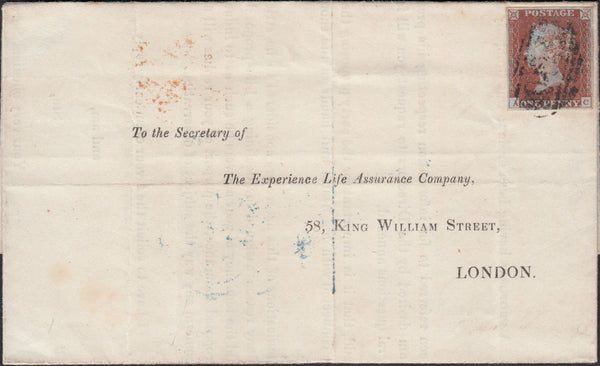 POSTAGE
A ONE PENNY C
To the Secretary of
The Experience Life Assurance Company,
58, KING WILLIAM STREET,
LONDON.